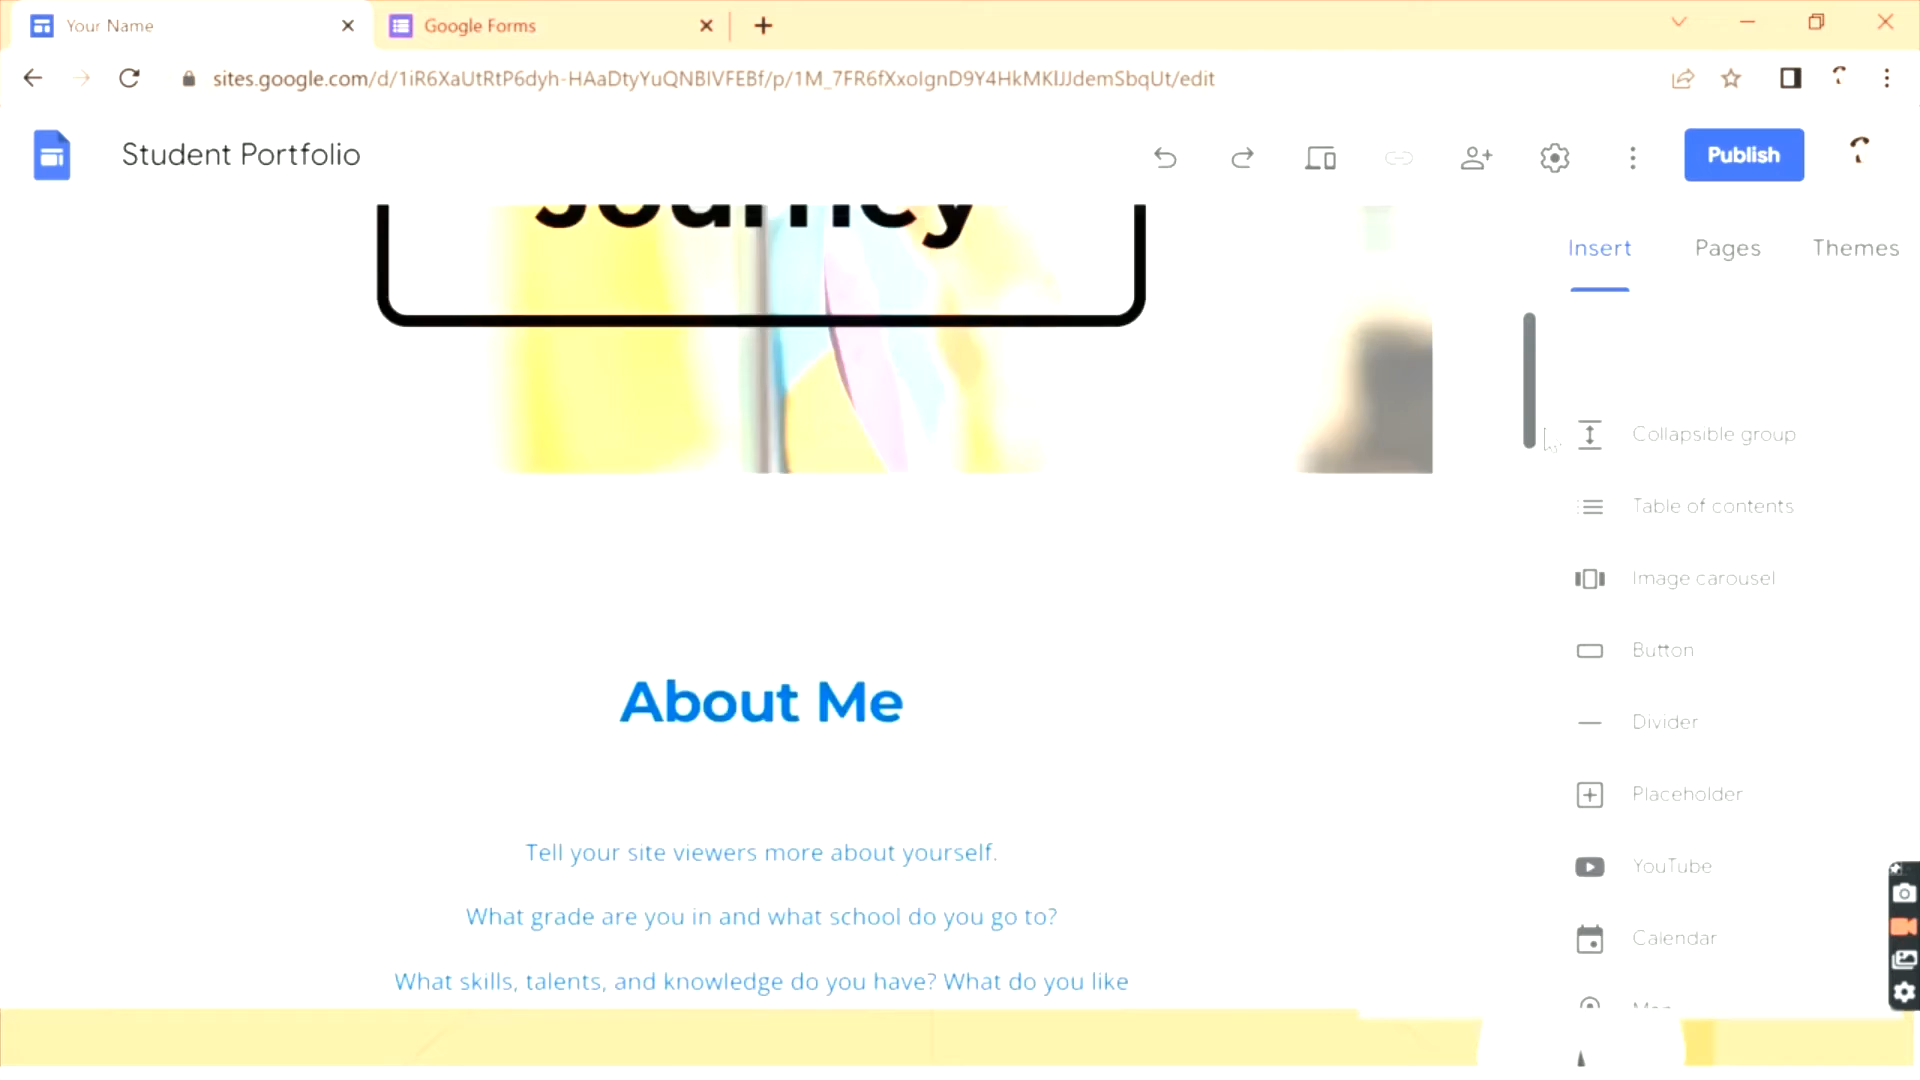 Your Name
Google Forms
sites.google.com/d/1iR6XaUtRtP6dyh-HAaDtyYuQNBIVFEBf/p/1M_7FR6fXxoIgnD9Y4HkMKIJJdemSbqUt/edit
Student Portfolio
Publish
Journey
Insert
Pages
Themes
Collapsible group
Table of contents
Image carousel
Button
Divider
Placeholder
YouTube
Calendar
About Me
Tell your site viewers more about yourself.
What grade are you in and what school do you go to?
What skills, talents, and knowledge do you have? What do you like